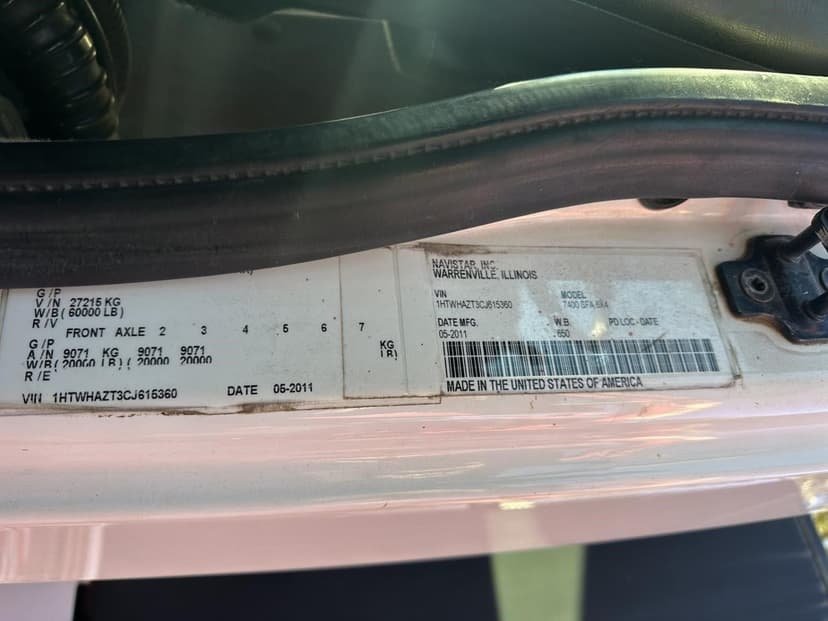 G/P
V/N 27215 KG
W/B ( 60000 LB )
R/V
FRONT AXLE 2 3 4 5 6 7
G/P
A/N 9071 KG 9071 9071 KG
W/B ( 20000 LB ) ( 20000 20000 LB)
R/E
VIN 1HTWHAZT3CJ615360 DATE 05-2011
NAVISTAR, INC.
WARRENVILLE, ILLINOIS
VIN MODEL
1HTWHAZT3CJ615360 7400 SFA 6X4
DATE MFG. W.B. PD LOC - DATE
05-2011 650
MADE IN THE UNITED STATES OF AMERICA